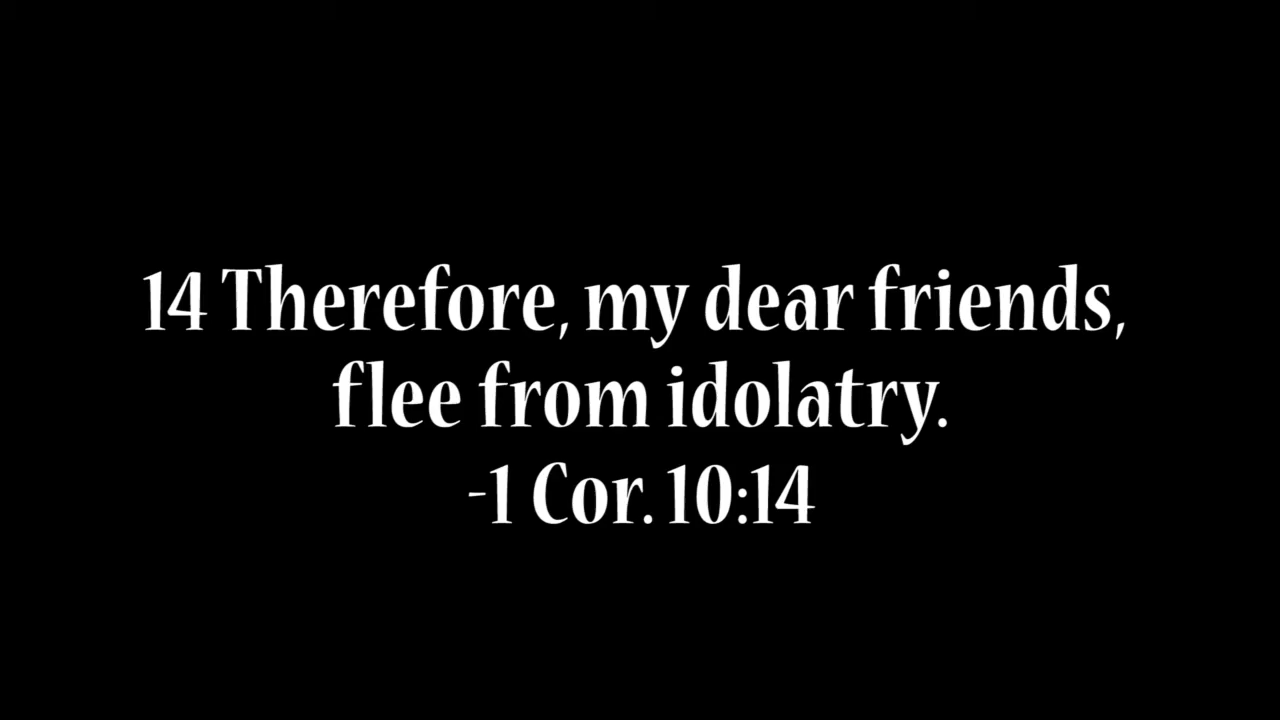 14 Therefore, my dear friends,
flee from idolatry.
-1 Cor. 10:14